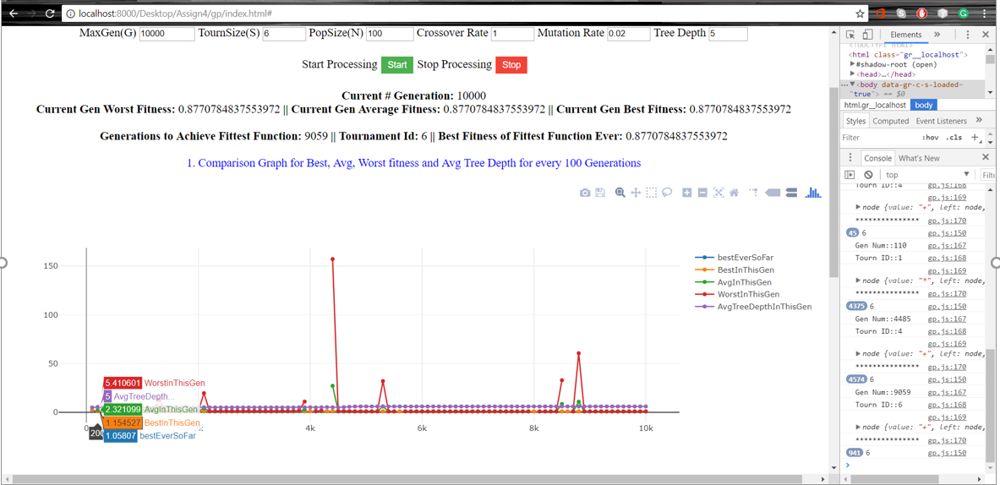 localhost:8000/Desktop/Assign4/gp/index.html#
MaxGen(G) 10000 TournSize(S) 6 PopSize(N) 100 Crossover Rate 1 Mutation Rate 0.02 Tree Depth 5
Start Processing Start Stop Processing Stop
Current # Generation: 10000
Current Gen Worst Fitness: 0.8770784837553972 || Current Gen Average Fitness: 0.8770784837553972 || Current Gen Best Fitness: 0.8770784837553972
Generations to Achieve Fittest Function: 9059 || Tournament Id: 6 || Best Fitness of Fittest Function Ever: 0.8770784837553972
1. Comparison Graph for Best, Avg, Worst fitness and Avg Tree Depth for every 100 Generations
150
100
50
0
4k
6k
8k
10k
5.410601 WorstInThisGen
5 AvgTreeDepth...
2.321099 AvgInThisGen
1.154527 BestInThisGen
1.05807 bestEverSoFar
200
bestEverSoFar
BestInThisGen
AvgInThisGen
WorstInThisGen
AvgTreeDepthInThisGen
Elements »
<!DOCTYPE html>
<html class="gr__localhost">
#shadow-root (open)
<head>…</head>
<body data-gr-c-s-loaded=
"true"> == $0
html.gr__localhost body
Styles Computed Event Listeners »
Filter :hov .cls +
Console What's New
top Filte
Tourn ID::4 gp.js:168
gp.js:169
node {value: "+", left: node,
*************** gp.js:170
45 6 gp.js:150
Gen Num::110 gp.js:167
Tourn ID::1 gp.js:168
gp.js:169
node {value: "*", left: node,
*************** gp.js:170
4375 6 gp.js:150
Gen Num::4485 gp.js:167
Tourn ID::4 gp.js:168
gp.js:169
node {value: "+", left: node,
*************** gp.js:170
4574 6 gp.js:150
Gen Num::9059 gp.js:167
Tourn ID::6 gp.js:168
gp.js:169
node {value: "+", left: node,
*************** gp.js:170
941 6 gp.js:150